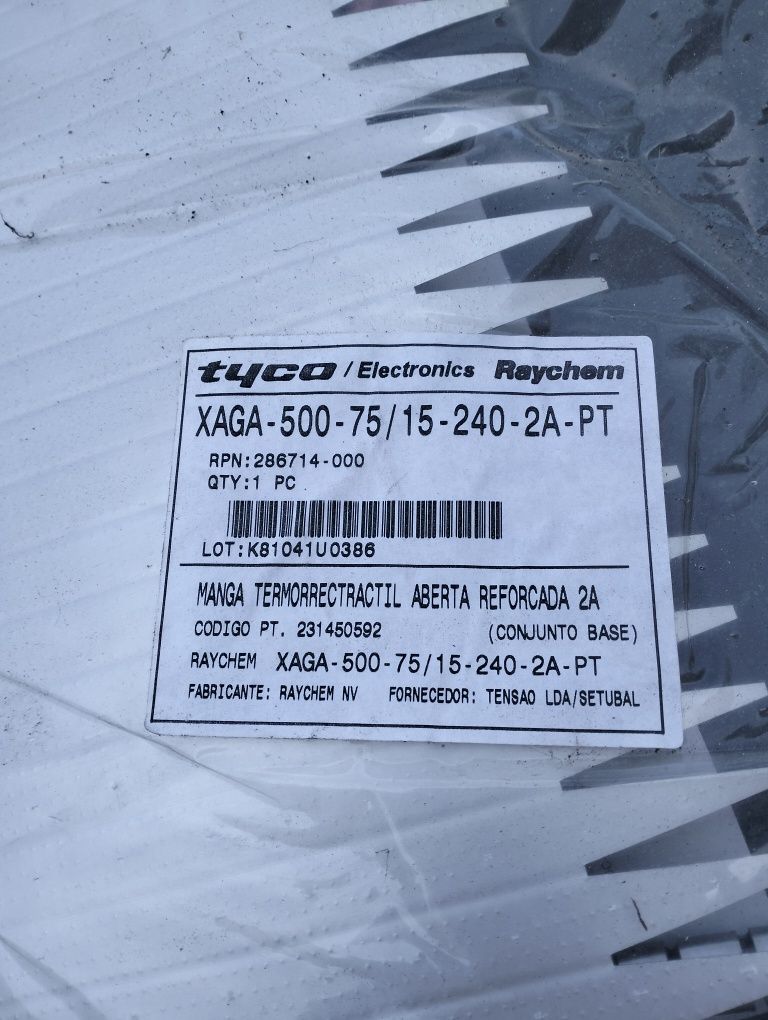 tyco / Electronics Raychem
XAGA-500-75/15-240-2A-PT
RPN:286714-000
QTY:1 PC
LOT:K81041U0386
MANGA TERMORRECTRACTIL ABERTA REFORCADA 2A
CODIGO PT. 231450592 (CONJUNTO BASE)
RAYCHEM XAGA-500-75/15-240-2A-PT
FABRICANTE: RAYCHEM NV FORNECEDOR: TENSAO LDA/SETUBAL